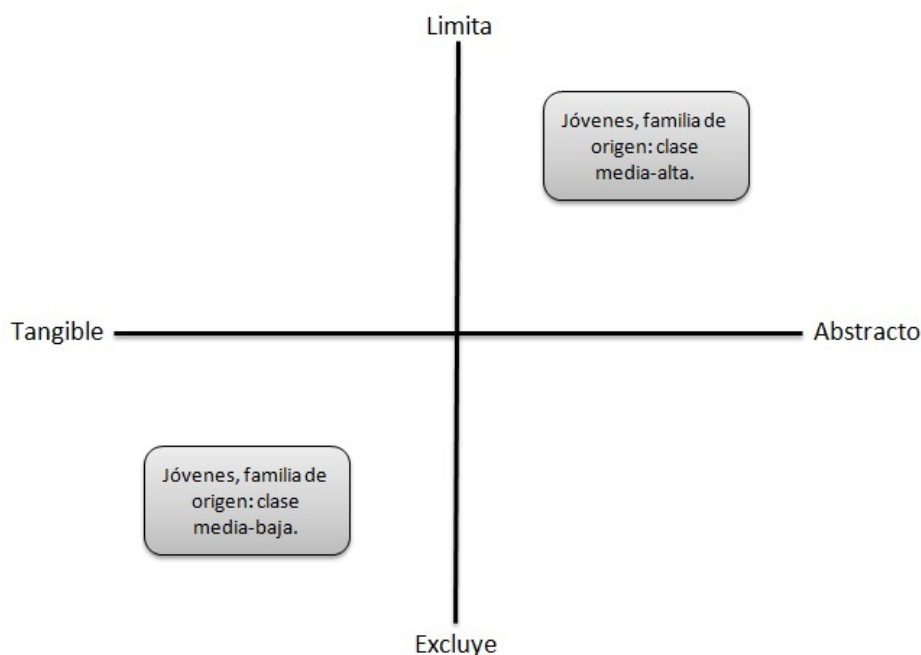 Limita
Jóvenes, familia de
origen: clase
media-alta.
Tangible
Abstracto
Jóvenes, familia de
origen: clase
media-baja.
Excluye